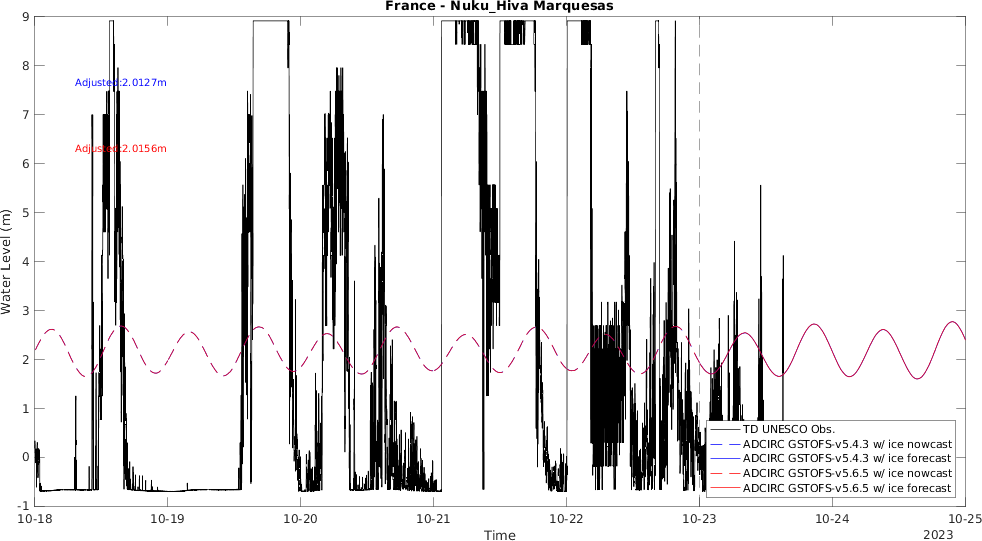 France - Nuku_Hiva Marquesas
9
8
7
6
5
4
3
2
1
0
-1
Water Level (m)
Adjusted:2.0127m
Adjusted:2.0156m
TD UNESCO Obs.
ADCIRC GSTOFS-v5.4.3 w/ ice nowcast
ADCIRC GSTOFS-v5.4.3 w/ ice forecast
ADCIRC GSTOFS-v5.6.5 w/ ice nowcast
ADCIRC GSTOFS-v5.6.5 w/ ice forecast
10-18 10-19 10-20 10-21 10-22 10-23 10-24 10-25
Time
2023